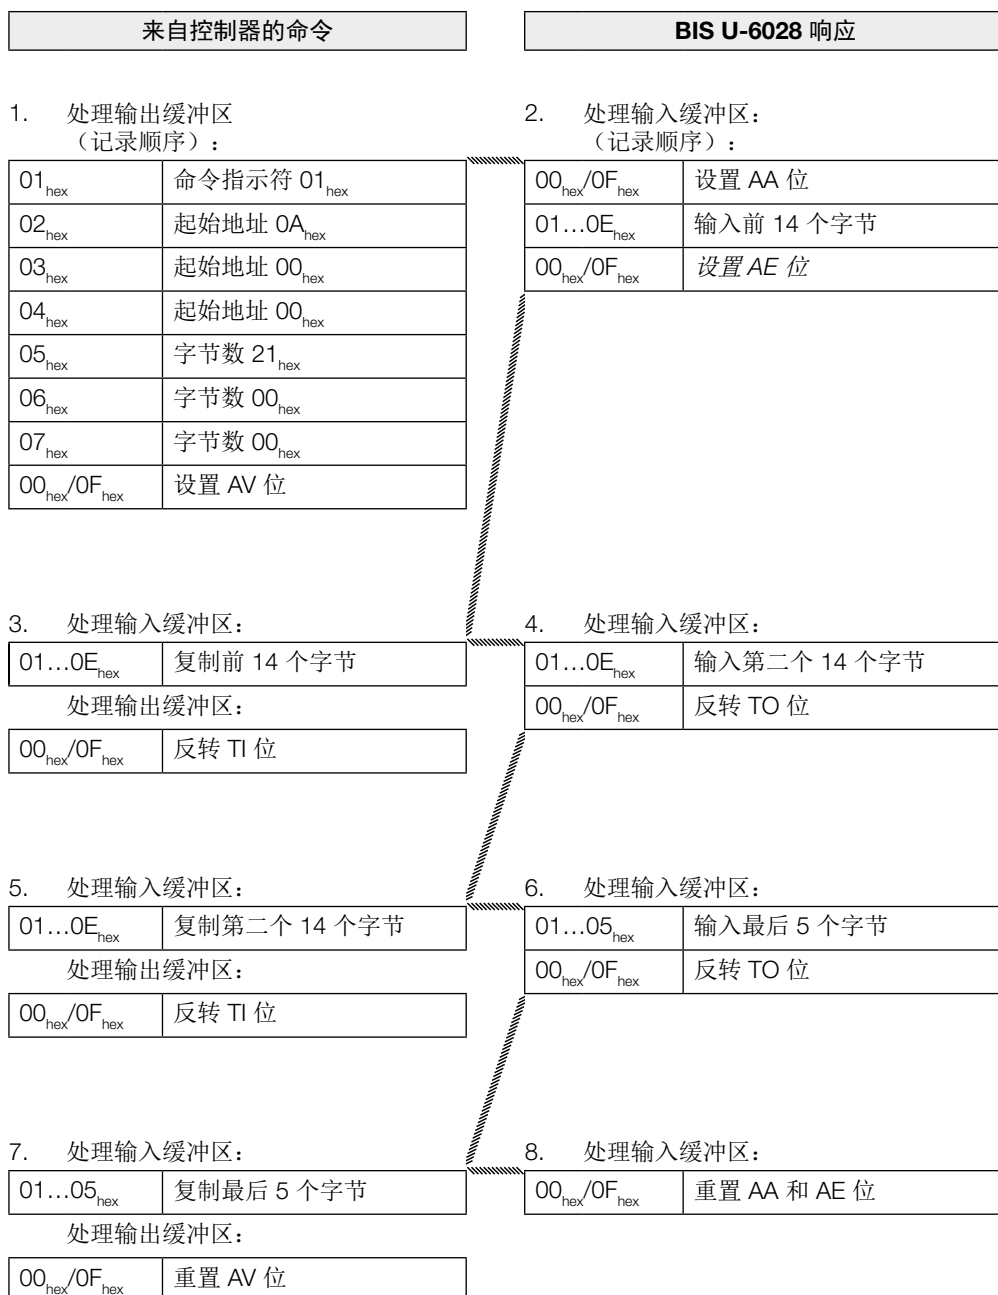 来自控制器的命令
BIS U-6028 响应
1. 处理输出缓冲区
（记录顺序）：
01hex 命令指示符 01hex
02hex 起始地址 0Ahex
03hex 起始地址 00hex
04hex 起始地址 00hex
05hex 字节数 21hex
06hex 字节数 00hex
07hex 字节数 00hex
00hex/0Fhex 设置 AV 位
2. 处理输入缓冲区：
（记录顺序）：
00hex/0Fhex 设置 AA 位
01…0Ehex 输入前 14 个字节
00hex/0Fhex 设置 AE 位
3. 处理输入缓冲区：
01…0Ehex 复制前 14 个字节
处理输出缓冲区：
00hex/0Fhex 反转 TI 位
4. 处理输入缓冲区：
01…0Ehex 输入第二个 14 个字节
00hex/0Fhex 反转 TO 位
5. 处理输入缓冲区：
01…0Ehex 复制第二个 14 个字节
处理输出缓冲区：
00hex/0Fhex 反转 TI 位
6. 处理输入缓冲区：
01…05hex 输入最后 5 个字节
00hex/0Fhex 反转 TO 位
7. 处理输入缓冲区：
01…05hex 复制最后 5 个字节
处理输出缓冲区：
00hex/0Fhex 重置 AV 位
8. 处理输入缓冲区：
00hex/0Fhex 重置 AA 和 AE 位